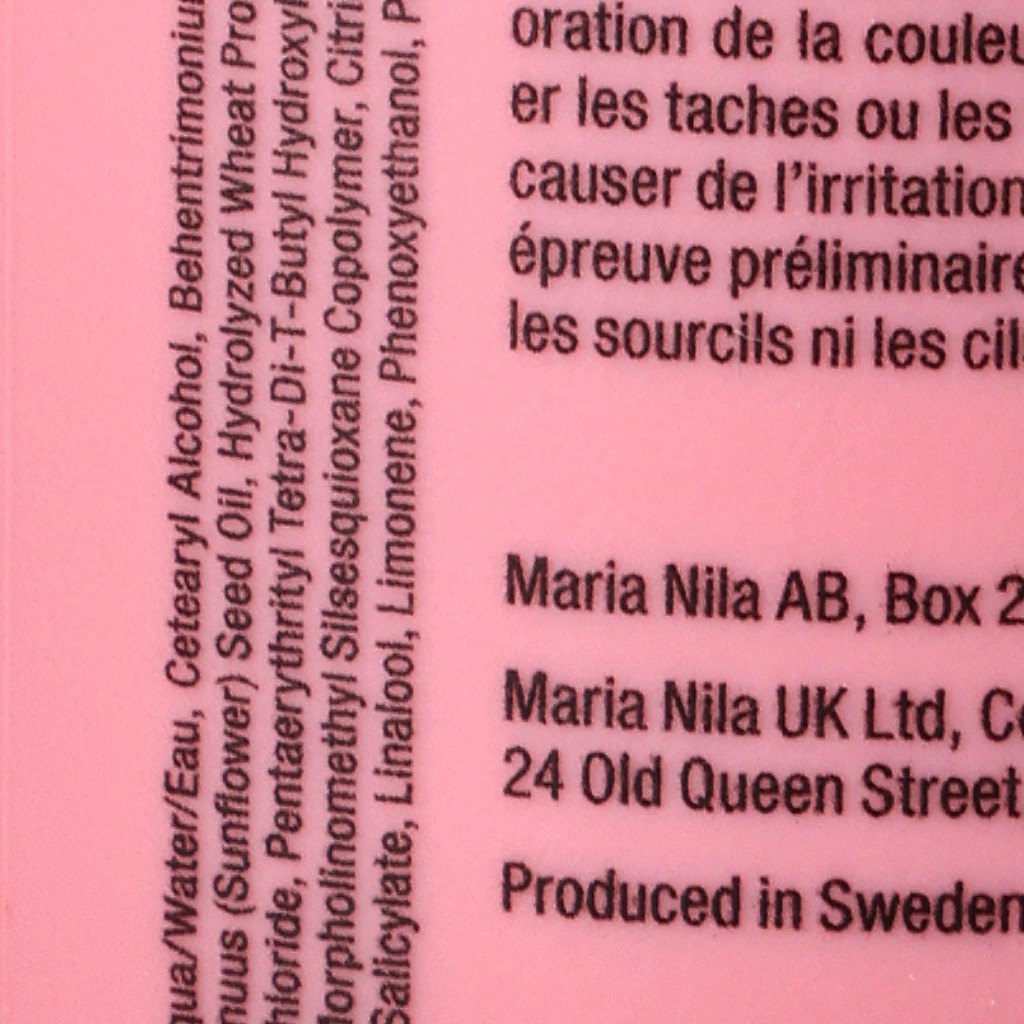 qua/Water/Eau, Cetearyl Alcohol, Behentrimonium
nuus (Sunflower) Seed Oil, Hydrolyzed Wheat Pro
hloride, Pentaerythrityl Tetra-Di-T-Butyl Hydroxy
Morpholinomethyl Silsesquioxane Copolymer, Citri
Salicylate, Linalool, Limonene, Phenoxyethanol, P
oration de la couleu
er les taches ou les
causer de l'irritation
épreuve préliminaire
les sourcils ni les cils
Maria Nila AB, Box 2
Maria Nila UK Ltd, C
24 Old Queen Street
Produced in Sweden